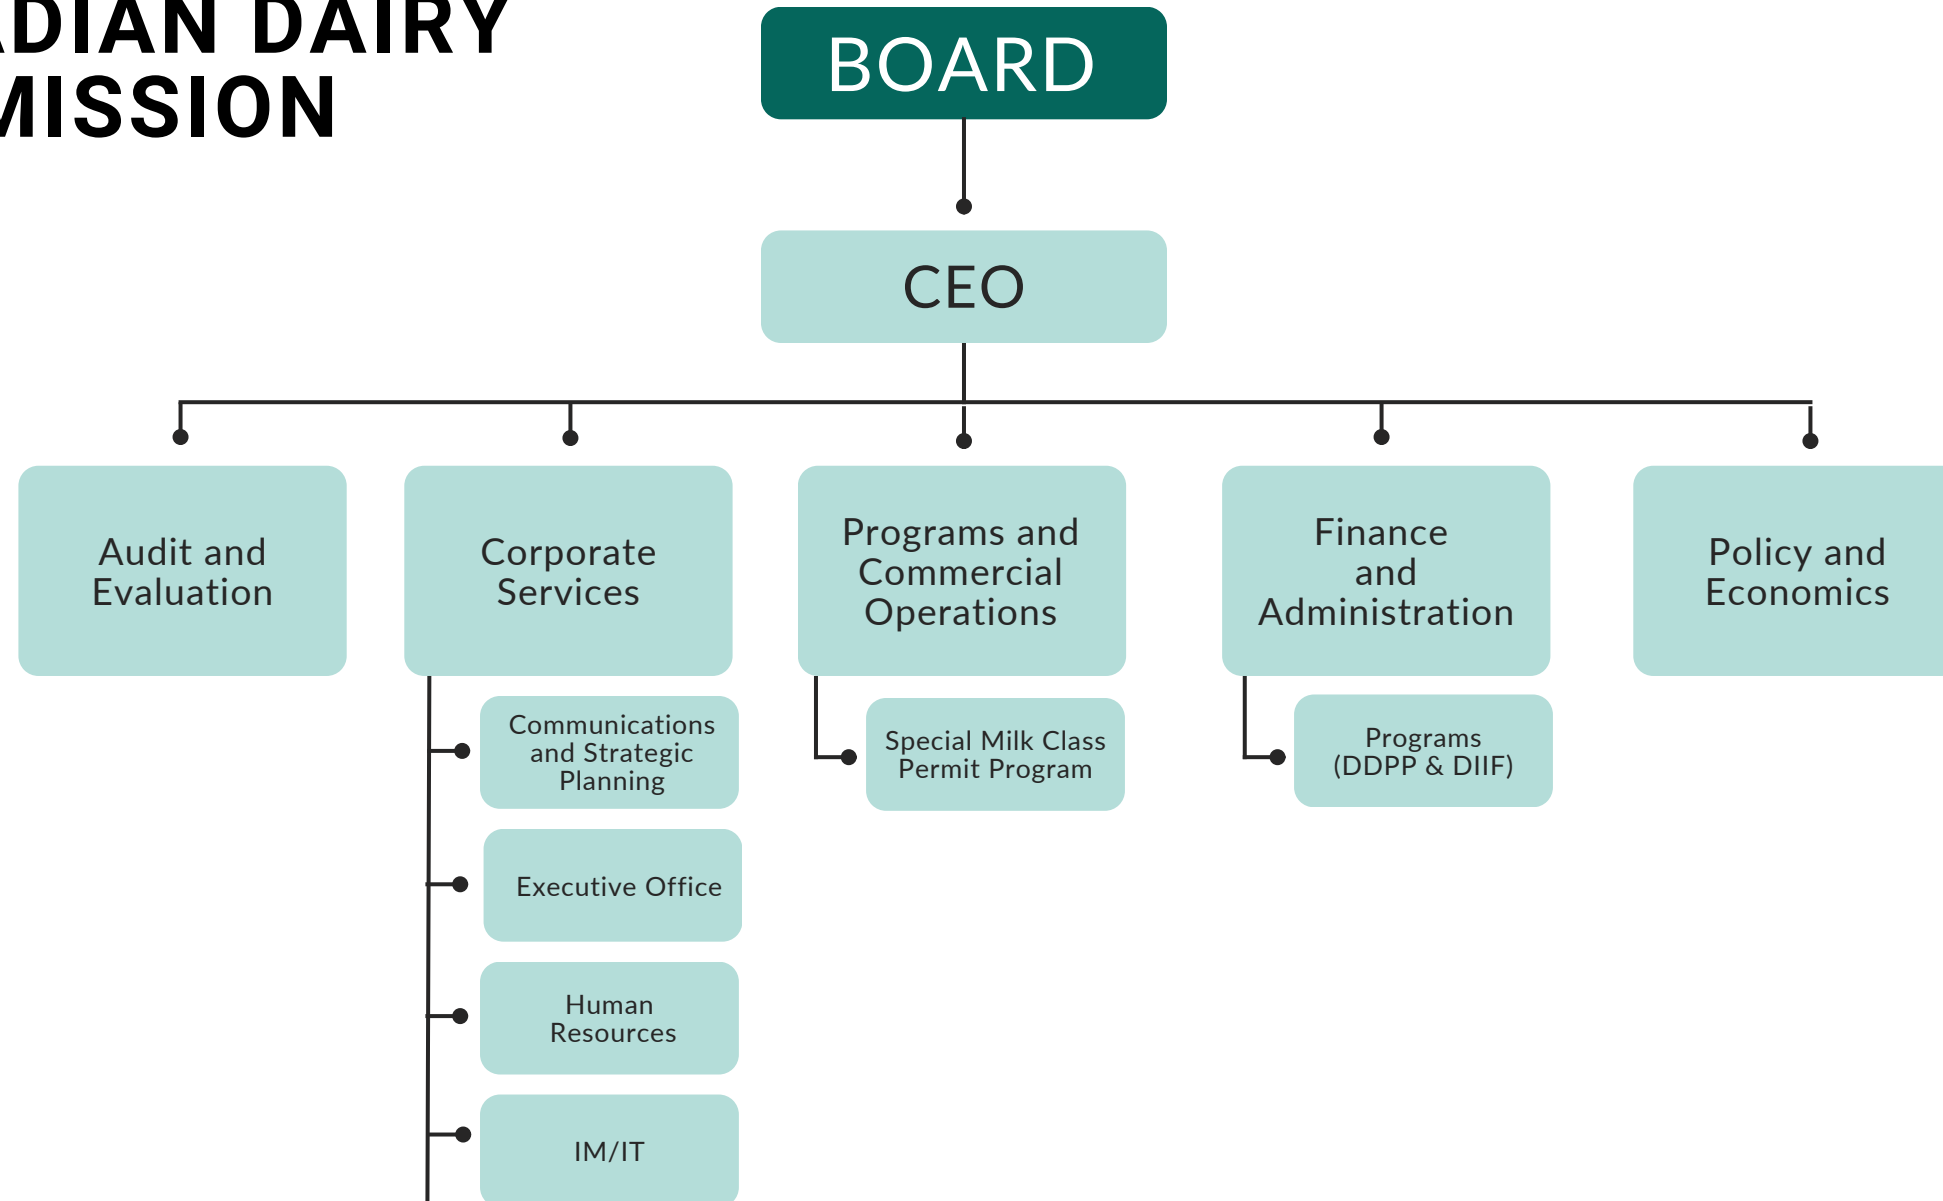 ADIAN DAIRY
MISSION
BOARD
CEO
Audit and
Evaluation
Corporate
Services
Programs and
Commercial
Operations
Finance
and
Administration
Policy and
Economics
Communications
and Strategic
Planning
Special Milk Class
Permit Program
Programs
(DDPP & DIIF)
Executive Office
Human
Resources
IM/IT